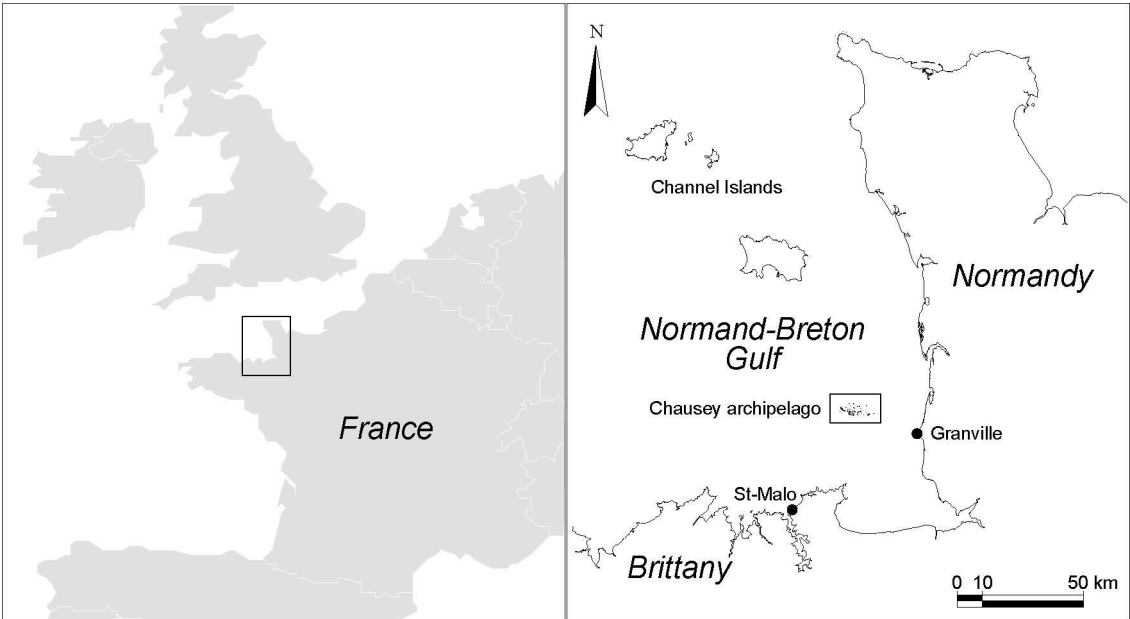 France
N
Channel Islands
Normandy
Normand-Breton
Gulf
Chausey archipelago
Granville
St-Malo
Brittany
0 10 50 km